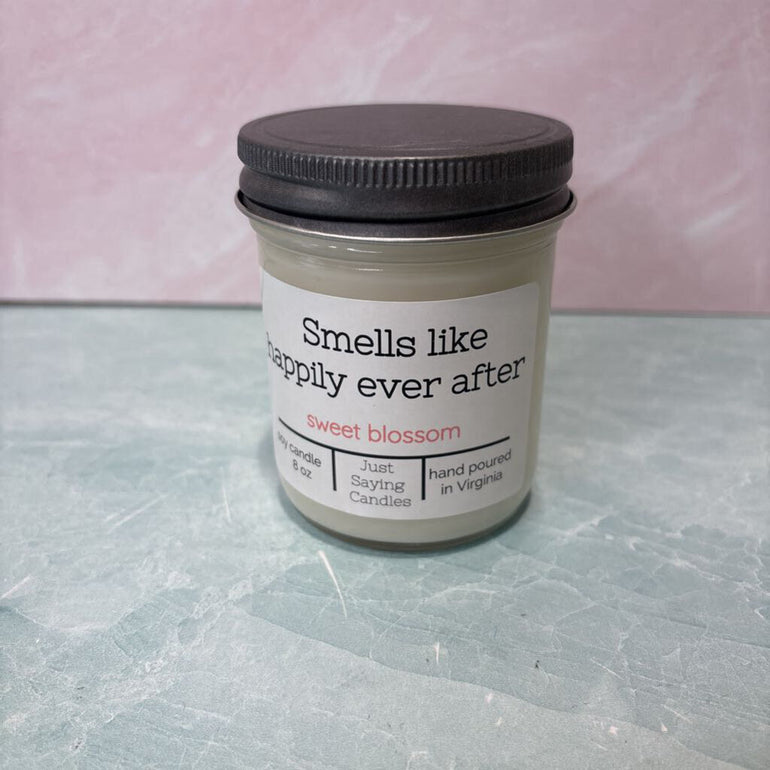 Smells like
happily ever after
sweet blossom
soy candle
8 oz
Just
Saying
Candles
hand poured
in Virginia